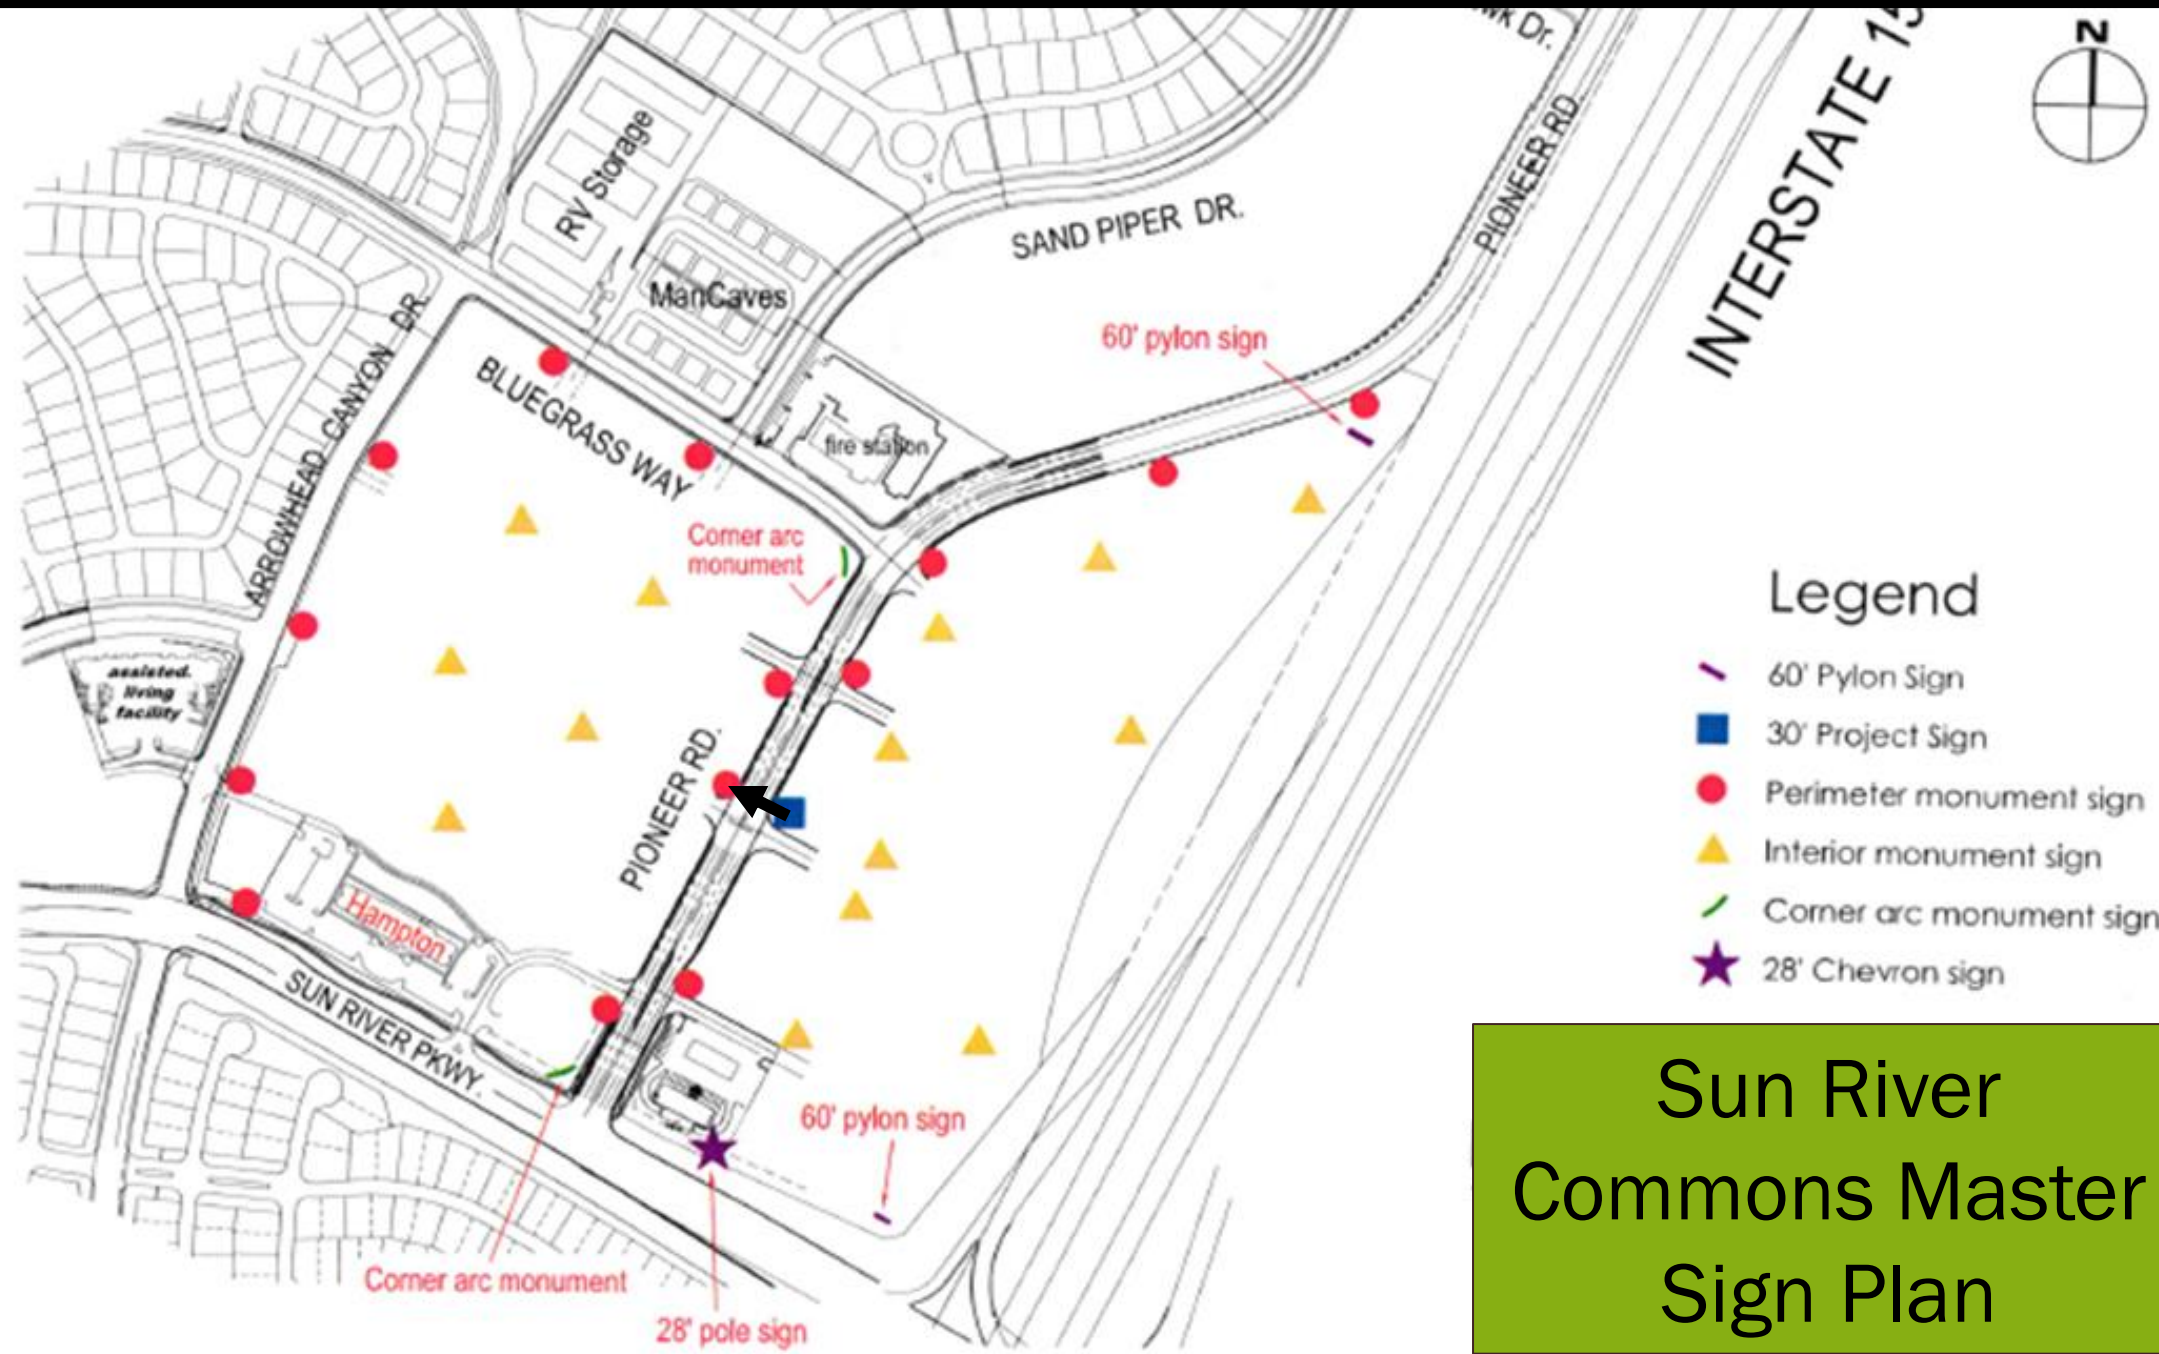 wk Dr.
INTERSTATE 15
N
RV Storage
PIONEER RD
SAND PIPER DR.
ManCaves
60' pylon sign
ARROWHEAD CANYON DR.
BLUEGRASS WAY
fire station
Corner arc
monument
assisted
living
facility
PIONEER RD.
Hampton
SUN RIVER PKWY.
60' pylon sign
Corner arc monument
28' pole sign
Legend
60' Pylon Sign
30' Project Sign
Perimeter monument sign
Interior monument sign
Corner arc monument sign
28' Chevron sign
Sun River
Commons Master
Sign Plan